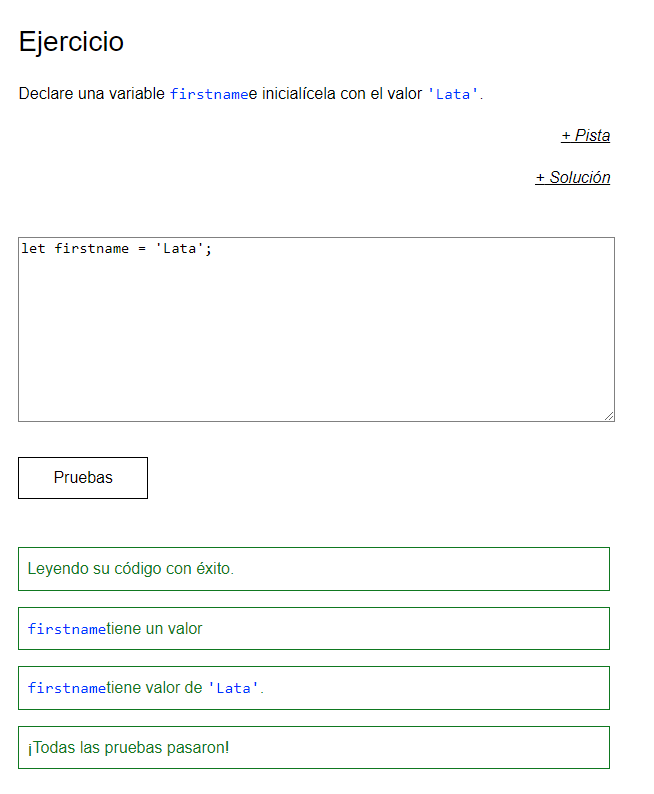 Ejercicio
Declare una variable firstnamee inicialícela con el valor 'Lata'.
+ Pista
+ Solución
let firstname = 'Lata';
Pruebas
Leyendo su código con éxito.
firstnametiene un valor
firstnametiene valor de 'Lata'.
¡Todas las pruebas pasaron!